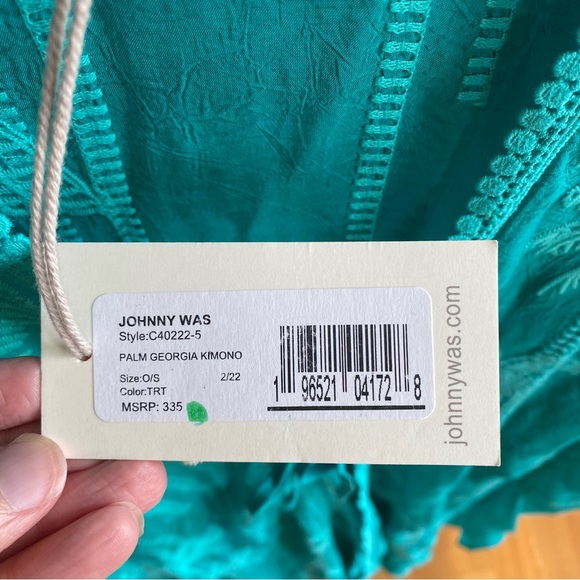 JOHNNY WAS
Style:C40222-5
PALM GEORGIA KIMONO
Size:O/S 2/22
Color:TRT
MSRP: 335
1 96521 04172 8
johnnywas.com